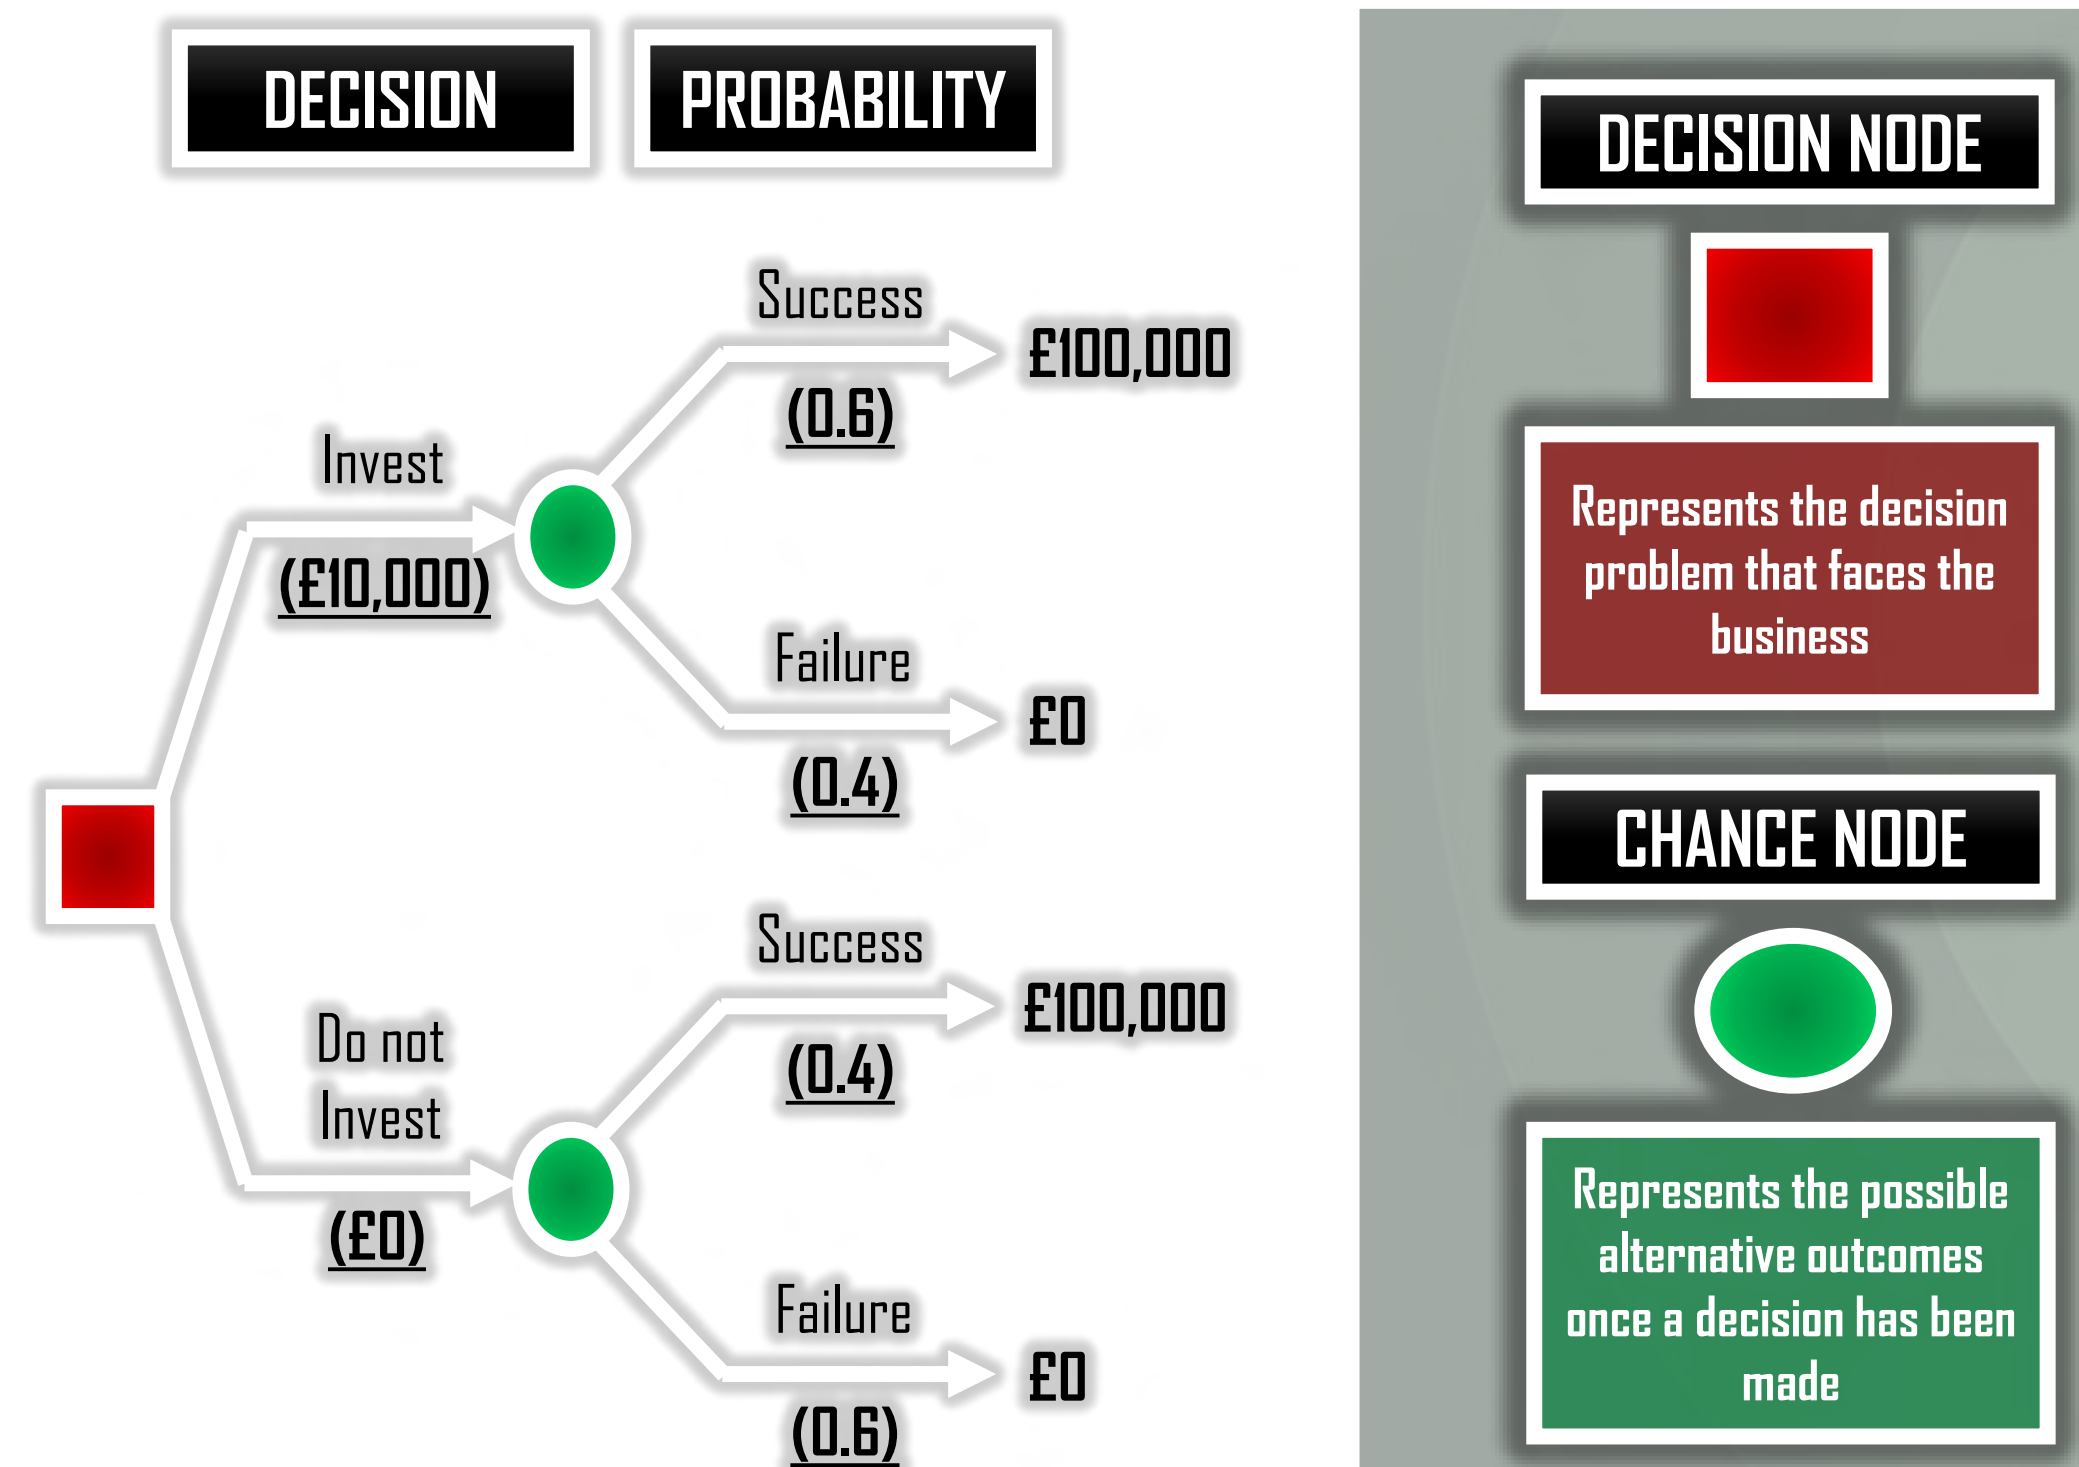 DECISION
PROBABILITY
Success
£100,000
(0.6)
Invest
(£10,000)
Failure
£0
(0.4)
Success
£100,000
(0.4)
Do not
Invest
(£0)
Failure
£0
(0.6)
DECISION NODE
Represents the decision
problem that faces the
business
CHANCE NODE
Represents the possible
alternative outcomes
once a decision has been
made